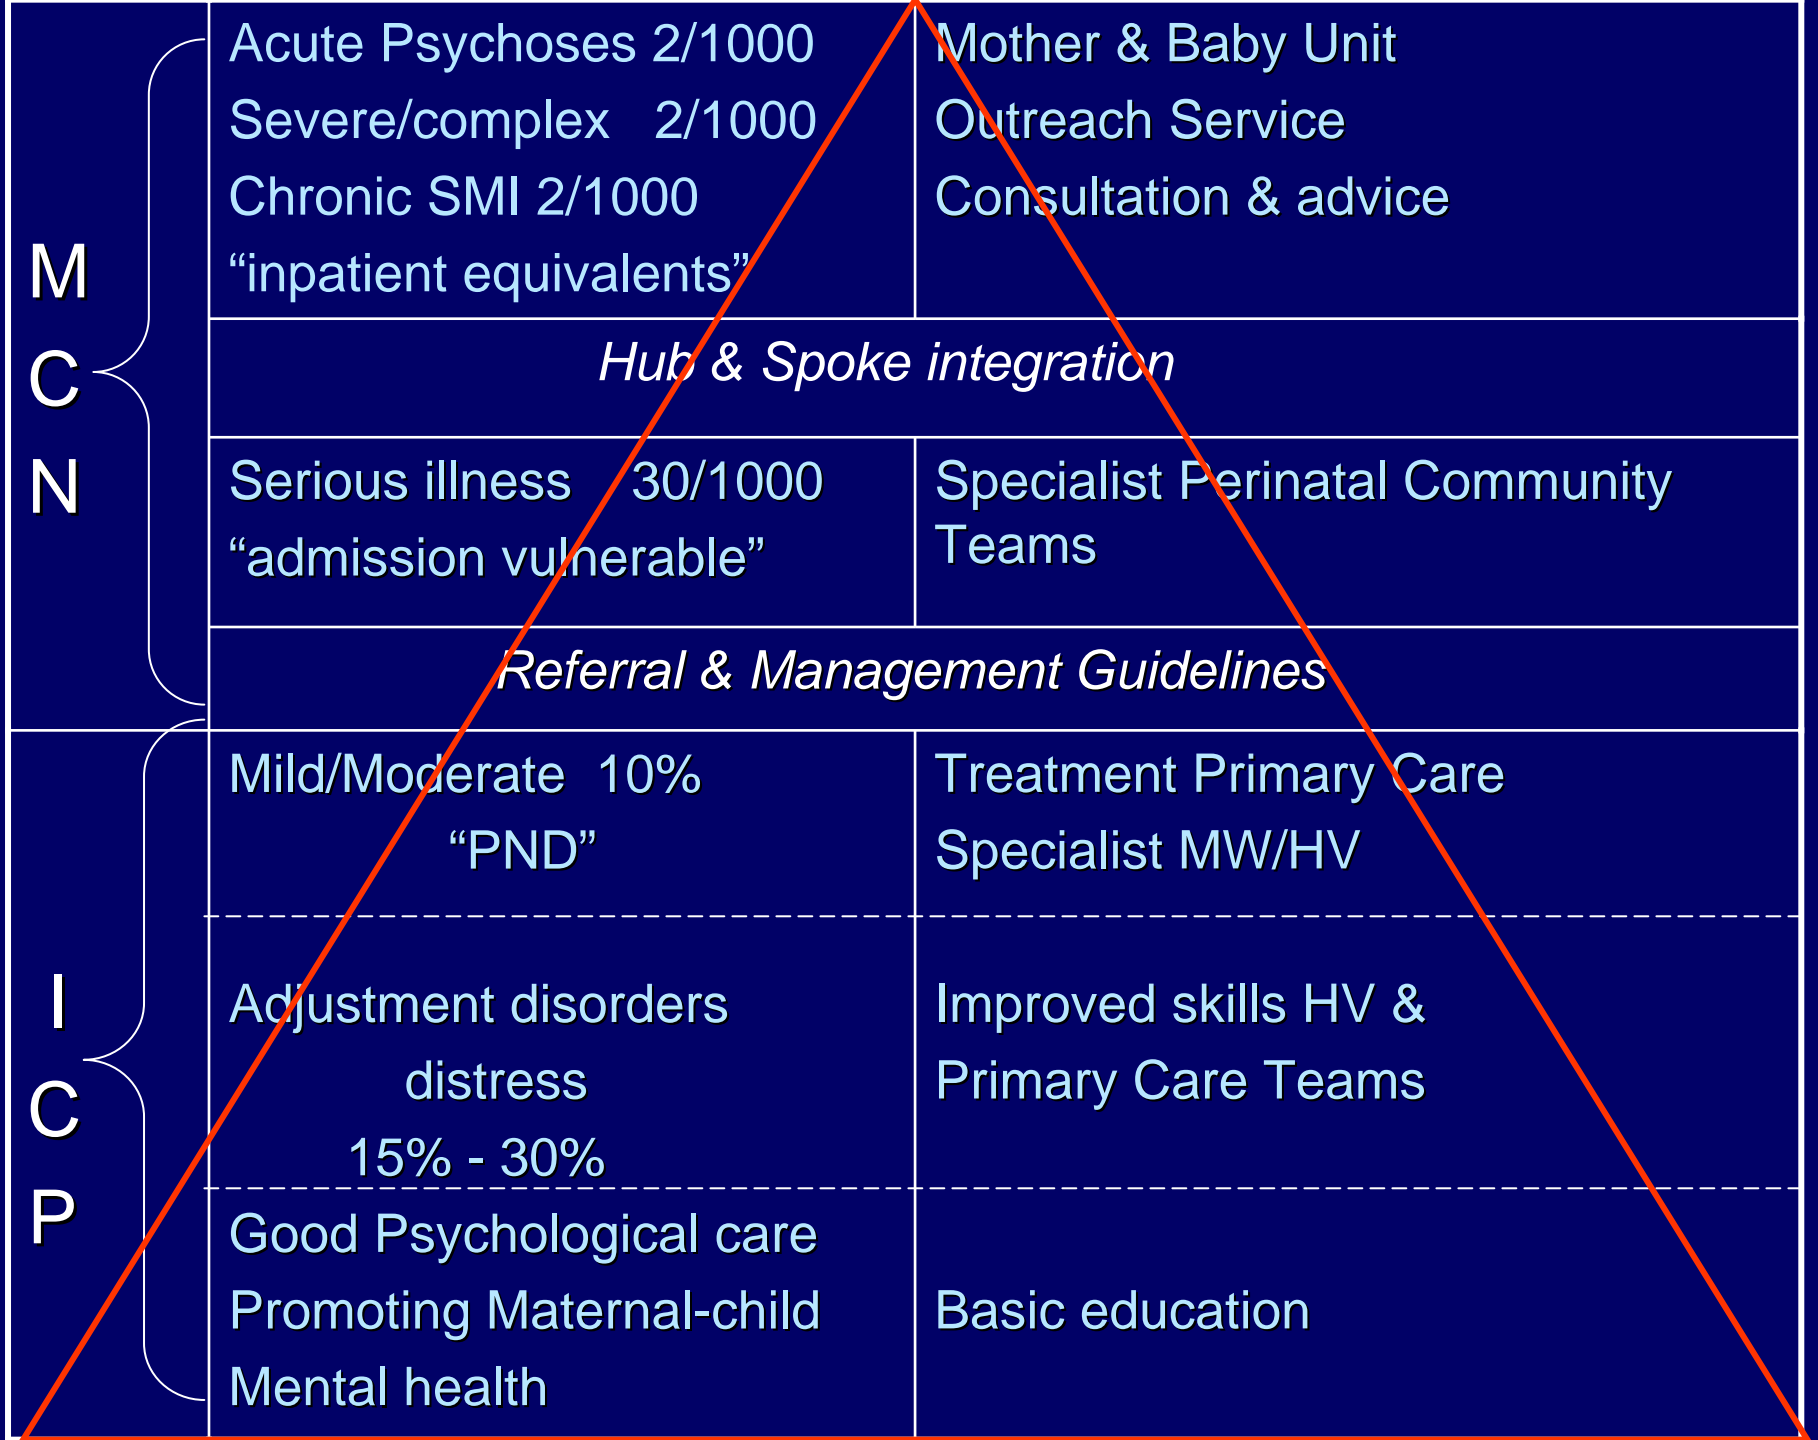 M
C
N
Acute Psychoses 2/1000
Severe/complex 2/1000
Chronic SMI 2/1000
“inpatient equivalents”
Mother & Baby Unit
Outreach Service
Consultation & advice
Hub & Spoke integration
Serious illness 30/1000
“admission vulnerable”
Specialist Perinatal Community
Teams
Referral & Management Guidelines
I
C
P
Mild/Moderate 10%
“PND”
Treatment Primary Care
Specialist MW/HV
Adjustment disorders
distress
15% - 30%
Improved skills HV &
Primary Care Teams
Good Psychological care
Promoting Maternal-child
Mental health
Basic education